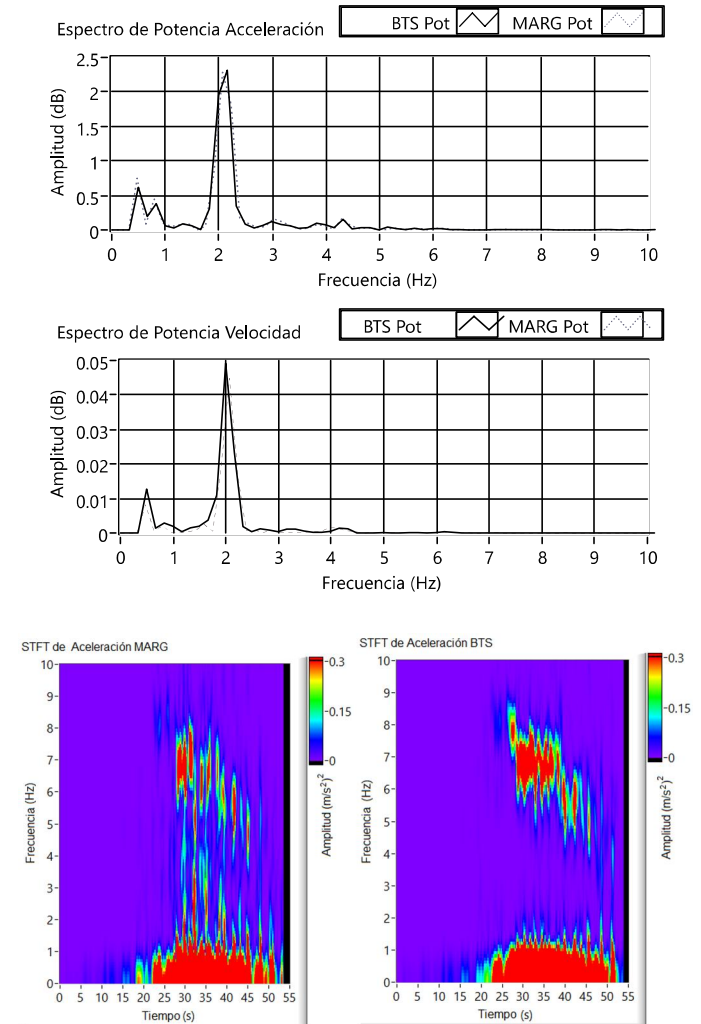 Espectro de Potencia Acceleración
BTS Pot MARG Pot
Amplitud (dB)
2.5
2
1.5
1
0.5
0
0 1 2 3 4 5 6 7 8 9 10
Frecuencia (Hz)
Espectro de Potencia Velocidad
BTS Pot MARG Pot
Amplitud (dB)
0.05
0.04
0.03
0.02
0.01
0
0 1 2 3 4 5 6 7 8 9 10
Frecuencia (Hz)
STFT de Aceleración MARG
Frecuencia (Hz)
10
9
8
7
6
5
4
3
2
1
0
0 5 10 15 20 25 30 35 40 45 50 55
Tiempo (s)
0.3
0.15
0
Amplitud (m/s²)²
STFT de Aceleración BTS
Frecuencia (Hz)
10
9
8
7
6
5
4
3
2
1
0
0 5 10 15 20 25 30 35 40 45 50 55
Tiempo (s)
0.3
0.15
0
Amplitud (m/s²)²